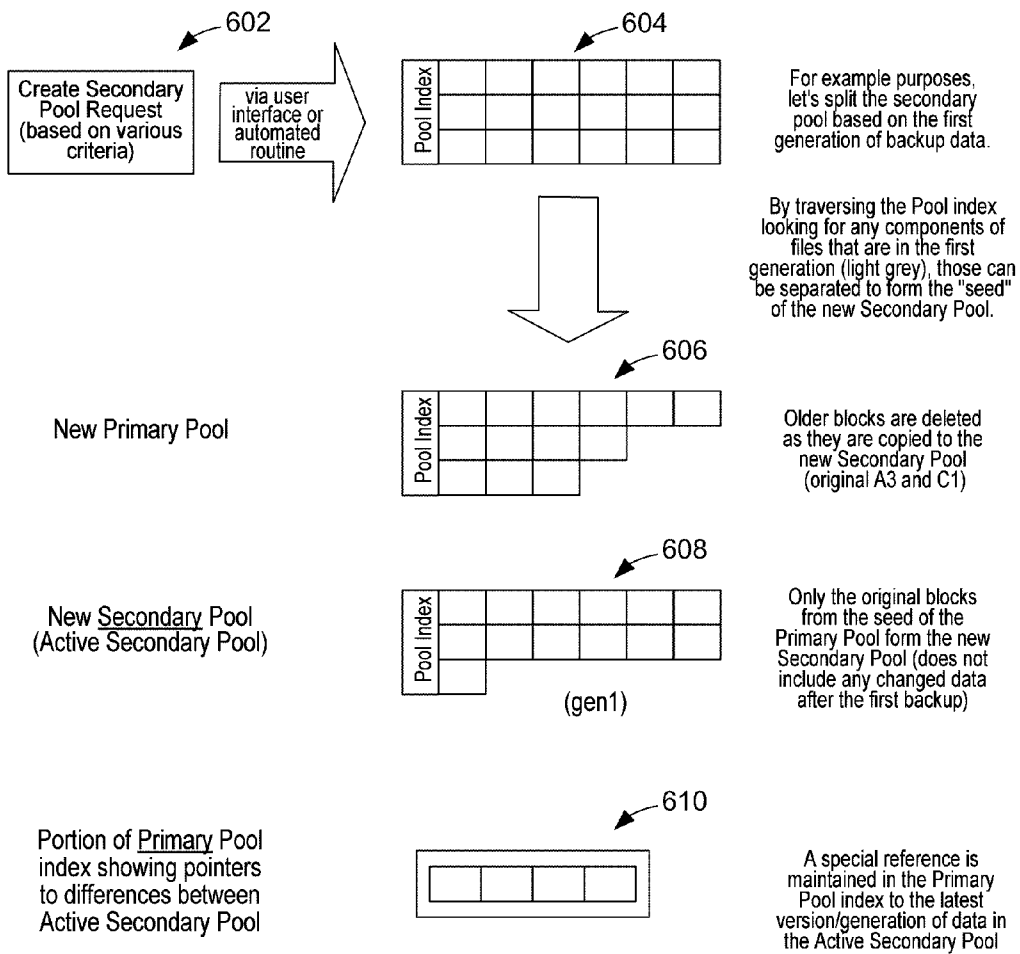 602
Create Secondary
Pool Request
(based on various
criteria)
via user
interface or
automated
routine
604
Pool Index
For example purposes,
let's split the secondary
pool based on the first
generation of backup data.
By traversing the Pool index
looking for any components of
files that are in the first
generation (light grey), those can
be separated to form the "seed"
of the new Secondary Pool.
New Primary Pool
606
Pool Index
Older blocks are deleted
as they are copied to the
new Secondary Pool
(original A3 and C1)
New Secondary Pool
(Active Secondary Pool)
608
Pool Index
(gen1)
Only the original blocks
from the seed of the
Primary Pool form the new
Secondary Pool (does not
include any changed data
after the first backup)
Portion of Primary Pool
index showing pointers
to differences between
Active Secondary Pool
610
A special reference is
maintained in the Primary
Pool index to the latest
version/generation of data in
the Active Secondary Pool